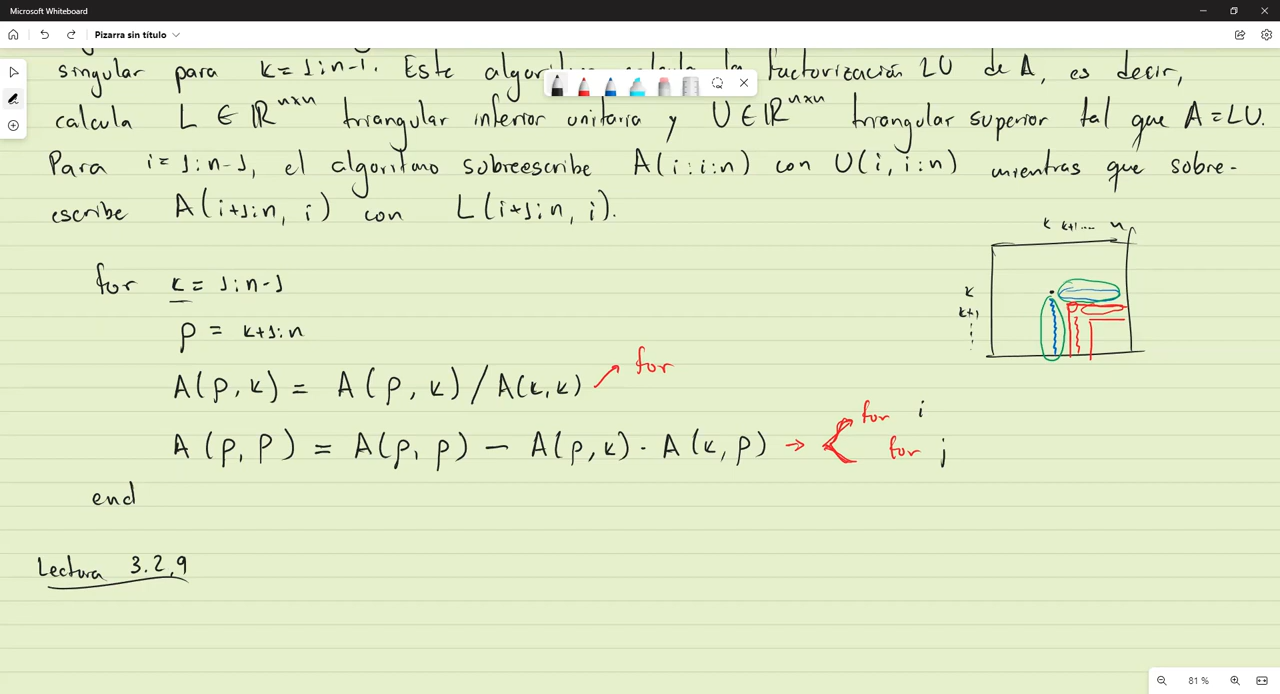 Microsoft Whiteboard
Pizarra sin título
singular para k = 1:n-1. Este algoritmo calcula la factorización LU de A, es decir,
calcula L ∈ ℝⁿˣⁿ triangular inferior unitaria y U ∈ ℝⁿˣⁿ triangular superior tal que A = LU.
Para i = 1:n-1, el algoritmo sobreescribe A(i:i:n) con U(i, i:n) mientras que sobre-
escribe A(i+1:n, i) con L(i+1:n, i).
k k+1 .... n
for k = 1:n-1
k
k+1
p = k+1:n
A(p, k) = A(p, k) / A(k,k) → for
A(p, p) = A(p, p) - A(p,k) · A(k, p) → for i
for j
end
Lectura 3.2.9
81 %